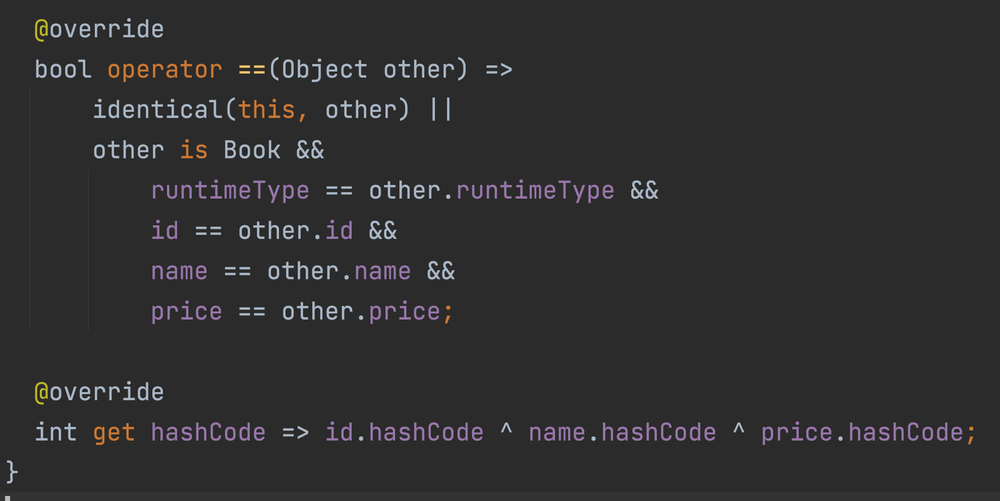 @override
bool operator ==(Object other) =>
identical(this, other) ||
other is Book &&
runtimeType == other.runtimeType &&
id == other.id &&
name == other.name &&
price == other.price;
@override
int get hashCode => id.hashCode ^ name.hashCode ^ price.hashCode;
}